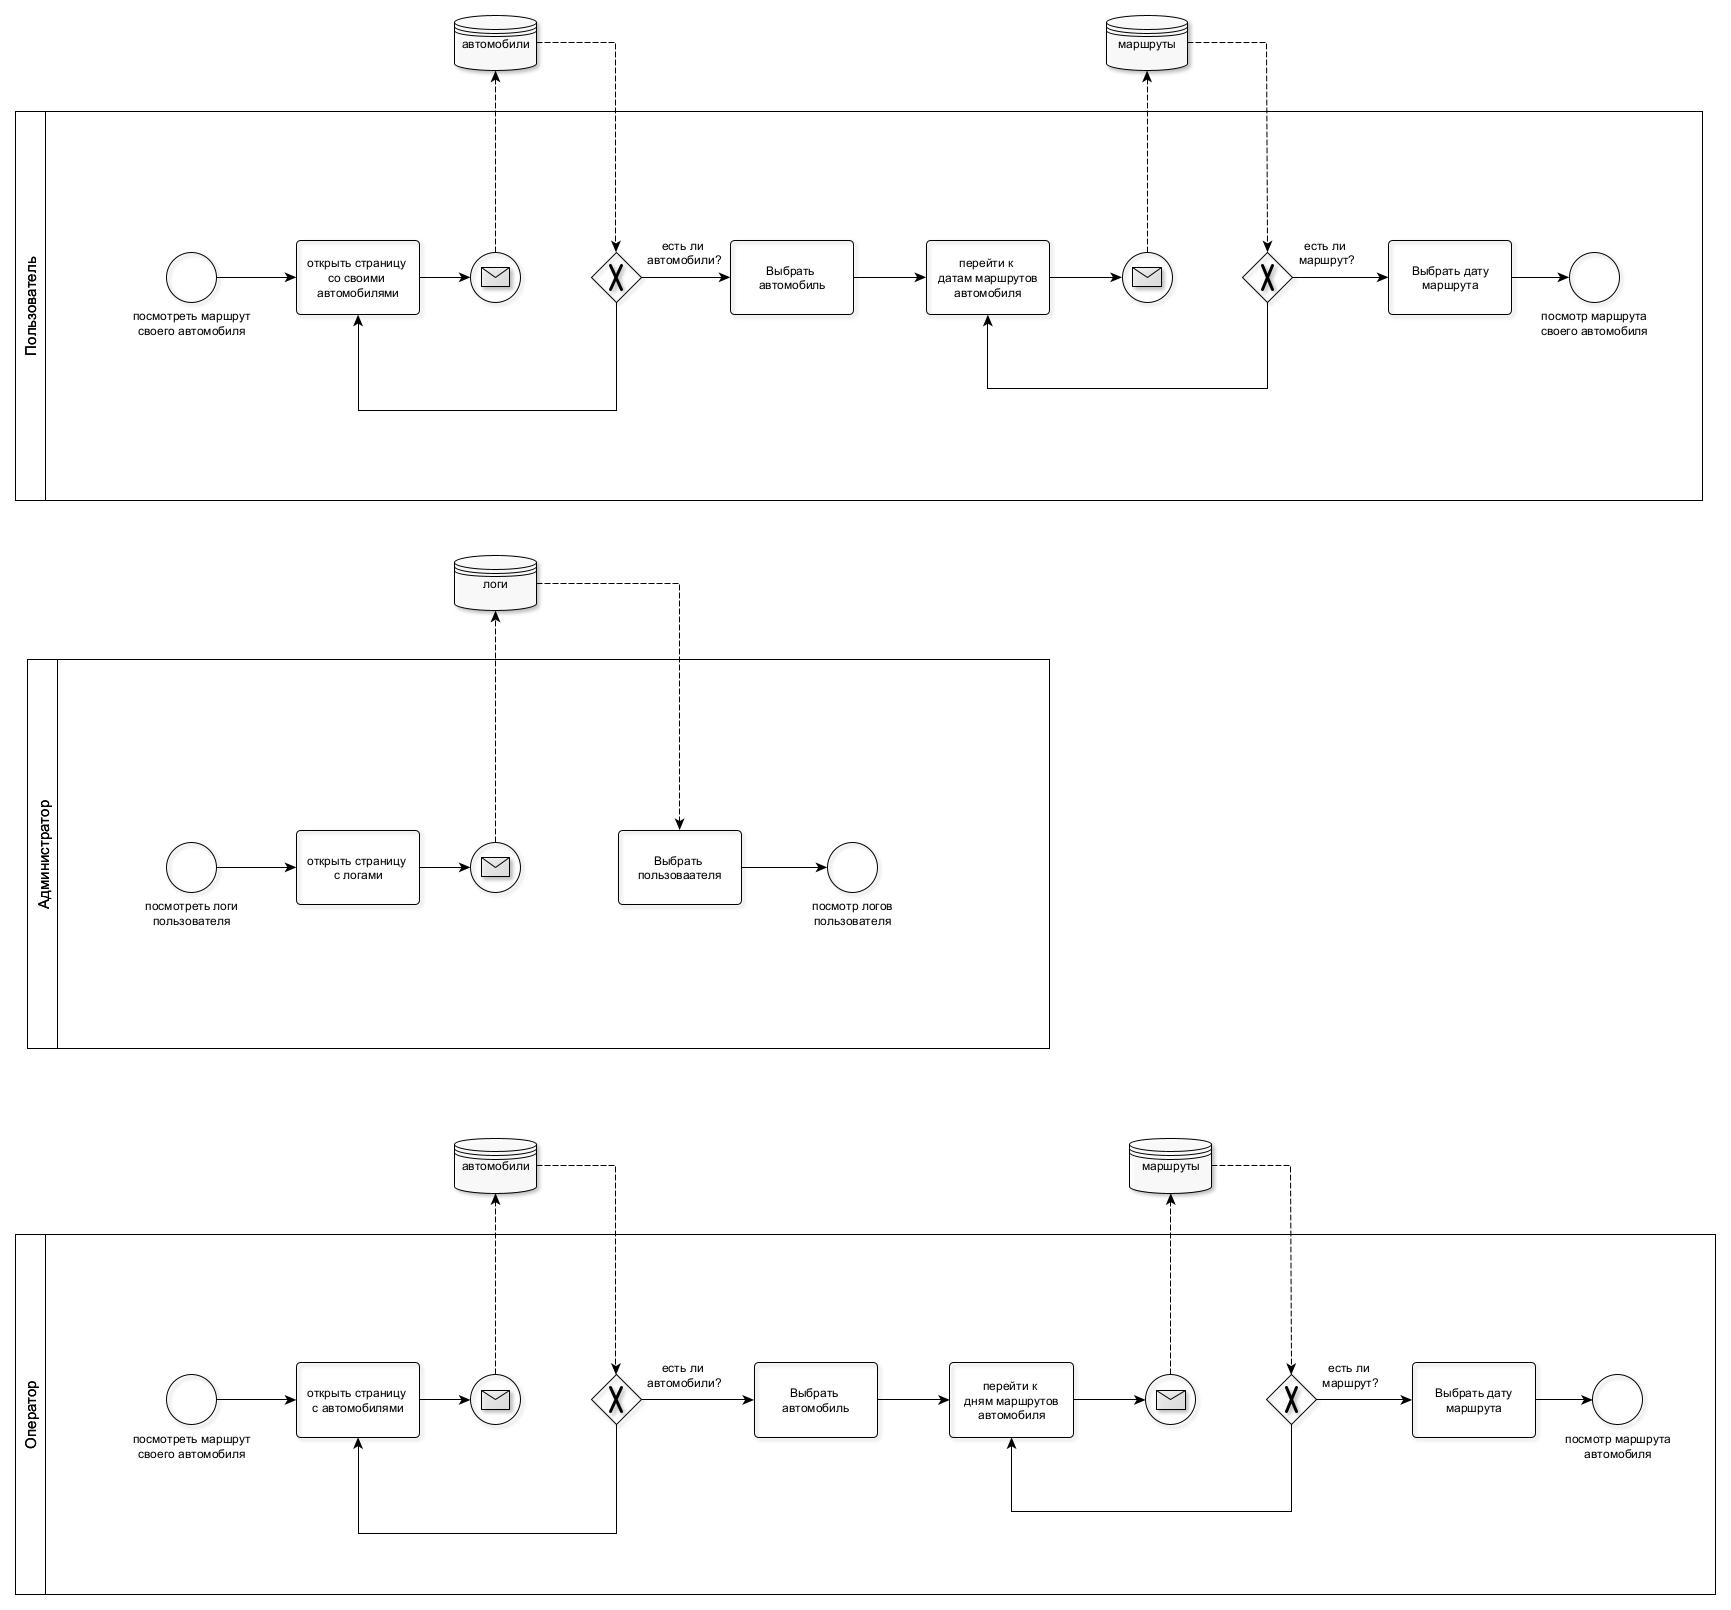 автомобили
маршруты
Пользователь
посмотреть маршрут
своего автомобиля
открыть страницу
со своими
автомобилями
есть ли
автомобили?
Выбрать
автомобиль
перейти к
датам маршрутов
автомобиля
есть ли
маршрут?
Выбрать дату
маршрута
посмотр маршрута
своего автомобиля
логи
Администратор
посмотреть логи
пользователя
открыть страницу
с логами
Выбрать
пользоваателя
посмотр логов
пользователя
автомобили
маршруты
Оператор
посмотреть маршрут
своего автомобиля
открыть страницу
с автомобилями
есть ли
автомобили?
Выбрать
автомобиль
перейти к
дням маршрутов
автомобиля
есть ли
маршрут?
Выбрать дату
маршрута
посмотр маршрута
автомобиля